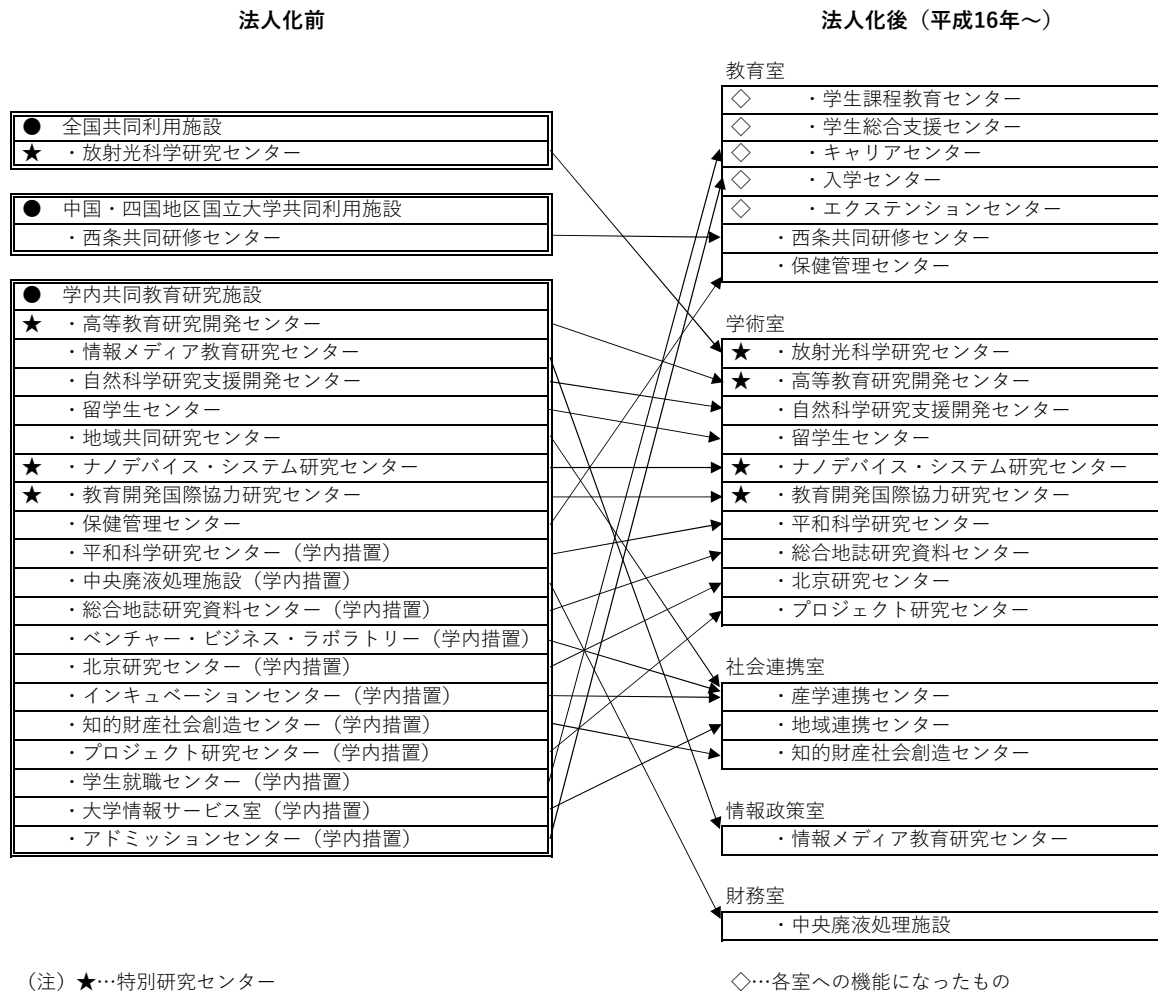 法人化前
● 全国共同利用施設
★ ・放射光科学研究センター
● 中国・四国地区国立大学共同利用施設
・西条共同研修センター
● 学内共同教育研究施設
★ ・高等教育研究開発センター
・情報メディア教育研究センター
・自然科学研究支援開発センター
・留学生センター
・地域共同研究センター
★ ・ナノデバイス・システム研究センター
★ ・教育開発国際協力研究センター
・保健管理センター
・平和科学研究センター（学内措置）
・中央廃液処理施設（学内措置）
・総合地誌研究資料センター（学内措置）
・ベンチャー・ビジネス・ラボラトリー（学内措置）
・北京研究センター（学内措置）
・インキュベーションセンター（学内措置）
・知的財産社会創造センター（学内措置）
・プロジェクト研究センター（学内措置）
・学生就職センター（学内措置）
・大学情報サービス室（学内措置）
・アドミッションセンター（学内措置）
（注）★…特別研究センター
法人化後（平成16年～）
教育室
◇ ・学生課程教育センター
◇ ・学生総合支援センター
◇ ・キャリアセンター
◇ ・入学センター
◇ ・エクステンションセンター
・西条共同研修センター
・保健管理センター
学術室
★ ・放射光科学研究センター
★ ・高等教育研究開発センター
・自然科学研究支援開発センター
・留学生センター
★ ・ナノデバイス・システム研究センター
★ ・教育開発国際協力研究センター
・平和科学研究センター
・総合地誌研究資料センター
・北京研究センター
・プロジェクト研究センター
社会連携室
・産学連携センター
・地域連携センター
・知的財産社会創造センター
情報政策室
・情報メディア教育研究センター
財務室
・中央廃液処理施設
◇…各室への機能になったもの